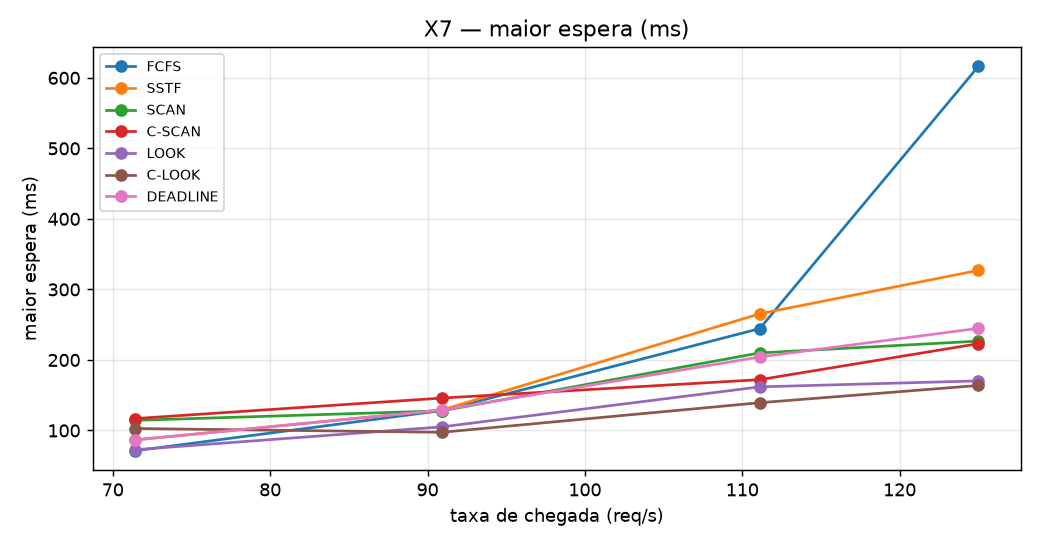 X7 — maior espera (ms)
FCFS
SSTF
SCAN
C-SCAN
LOOK
C-LOOK
DEADLINE
600
500
400
300
200
100
maior espera (ms)
70 80 90 100 110 120
taxa de chegada (req/s)